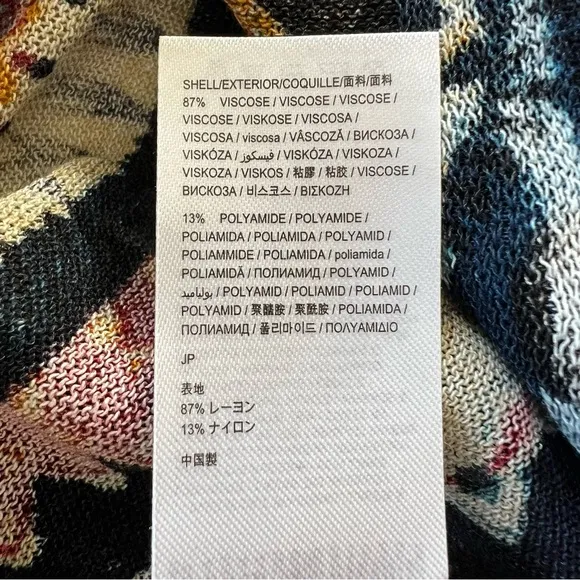 SHELL/EXTERIOR/COQUILLE/面料/面料
87% VISCOSE / VISCOSE / VISCOSE /
VISCOSE / VISKOSE / VISCOSA /
VISCOSA / viscosa / VÂSCOZĂ / ВИСКОЗА /
VISKÓZA / فيسكوز / VISKÓZA / VISKOZA /
VISKOZA / VISKOS / 粘膠 / 粘胶 / VISCOSE /
ВИСКОЗА / 비스코스 / ΒΙΣΚΟΖΗ
13% POLYAMIDE / POLYAMIDE /
POLIAMIDA / POLIAMIDA / POLYAMID /
POLIAMMIDE / POLIAMIDA / poliamida /
POLIAMIDĂ / ПОЛИАМИД / POLYAMID /
بولياميد / POLYAMID / POLIAMID / POLIAMID /
POLYAMID / 聚醯胺 / 聚酰胺 / POLIAMIDA /
ПОЛИАМИД / 폴리마이드 / ΠΟΛΥΑΜΙΔΙΟ
JP
表地
87% レーヨン
13% ナイロン
中国製